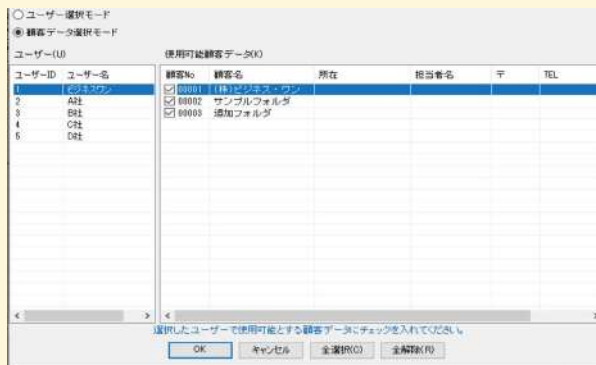 ユーザー選択モード
顧客データ選択モード
ユーザー(U)
使用可能顧客データ(K)
ユーザーID ユーザー名
顧客No 顧客名 所在 担当者名 〒 TEL
1 ビジネスワン
00001 (株)ビジネス・ワン
2 A社
00002 サンプルフォルダ
3 B社
00003 追加フォルダ
4 C社
5 D社
選択したユーザーで使用可能とする顧客データにチェックを入れてください。
OK キャンセル 全選択(C) 全解除(R)